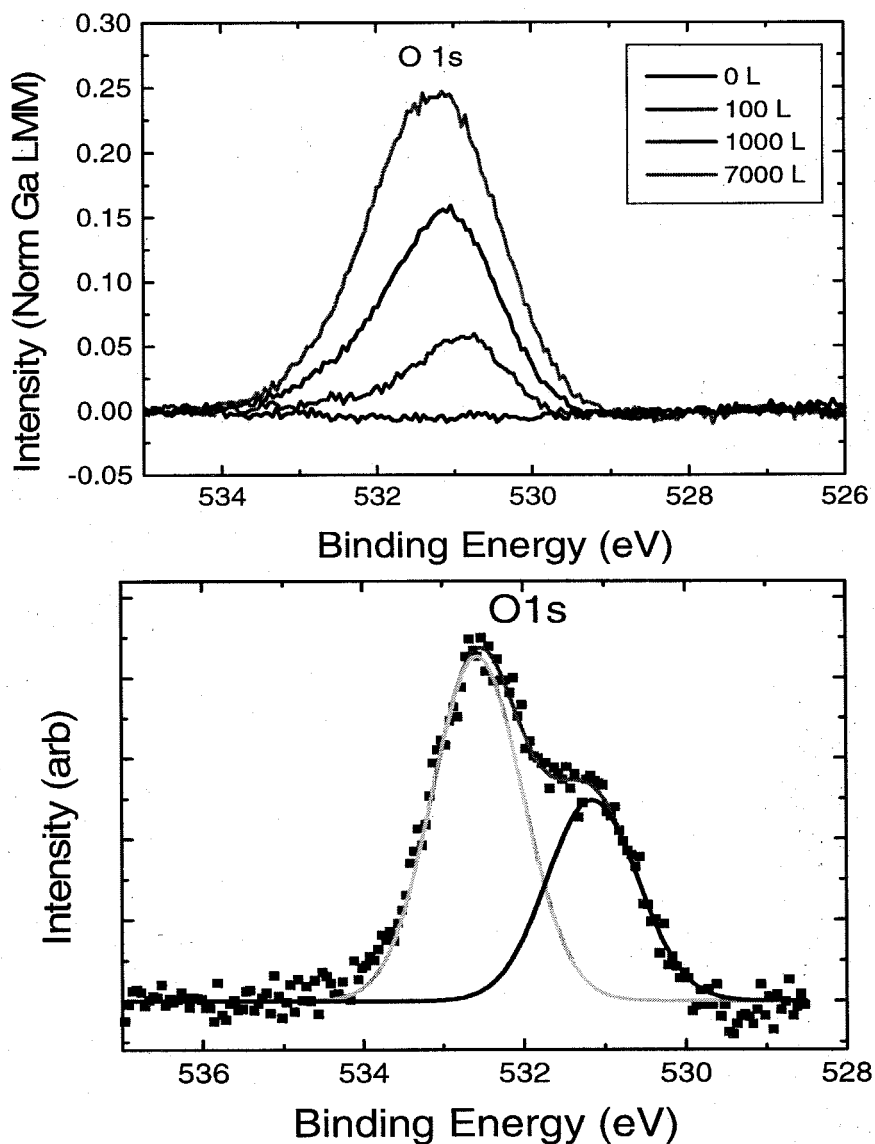 O 1s
0 L
100 L
1000 L
7000 L
Intensity (Norm Ga LMM)
0.30
0.25
0.20
0.15
0.10
0.05
0.00
-0.05
534 532 530 528 526
Binding Energy (eV)
O1s
Intensity (arb)
536 534 532 530 528
Binding Energy (eV)